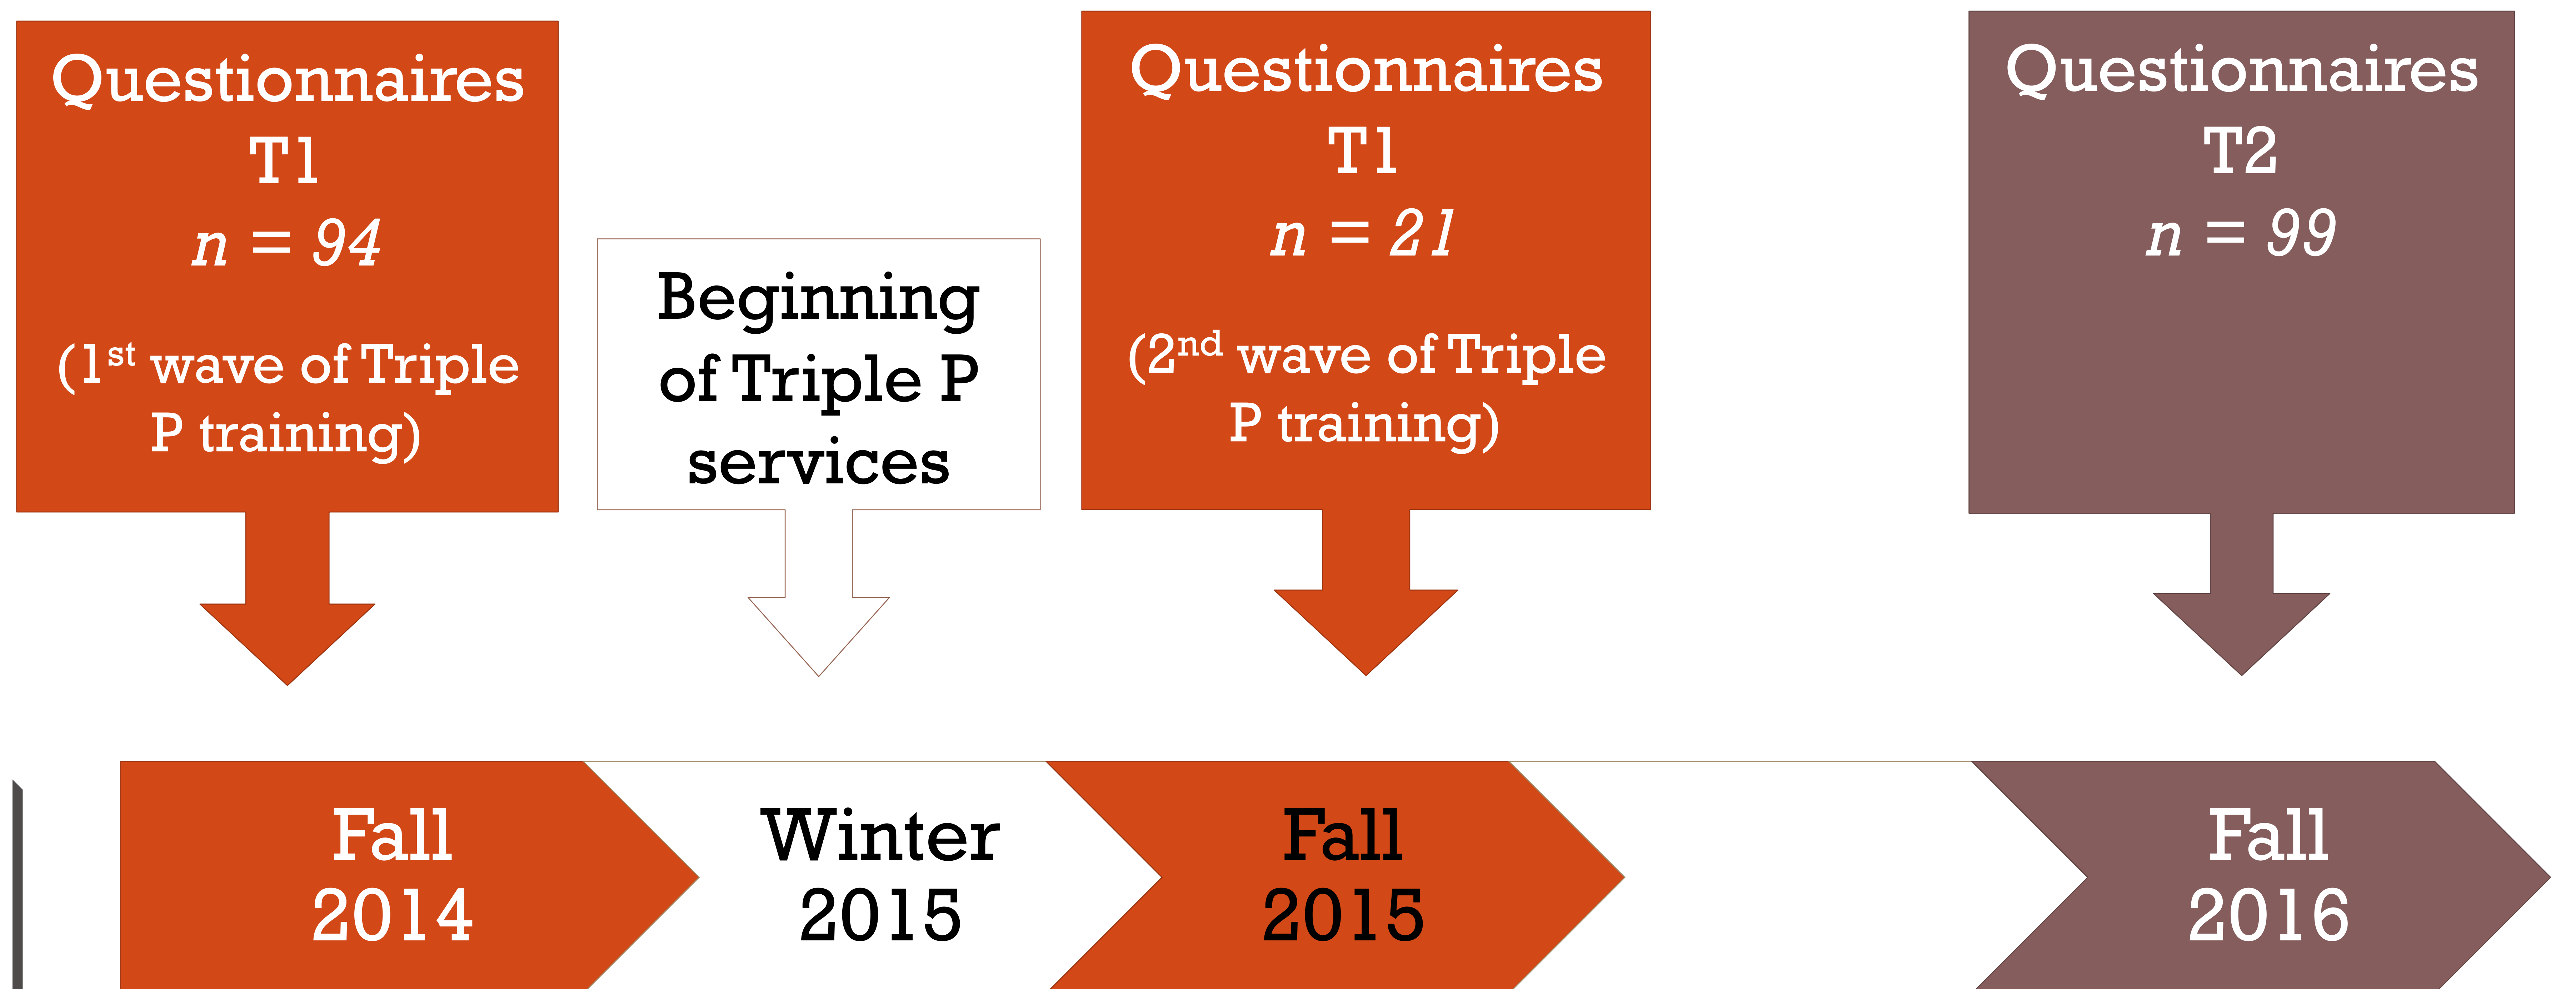 Questionnaires
T1
n = 94
(1st wave of Triple
P training)
Beginning
of Triple P
services
Questionnaires
T1
n = 21
(2nd wave of Triple
P training)
Questionnaires
T2
n = 99
Fall
2014
Winter
2015
Fall
2015
Fall
2016